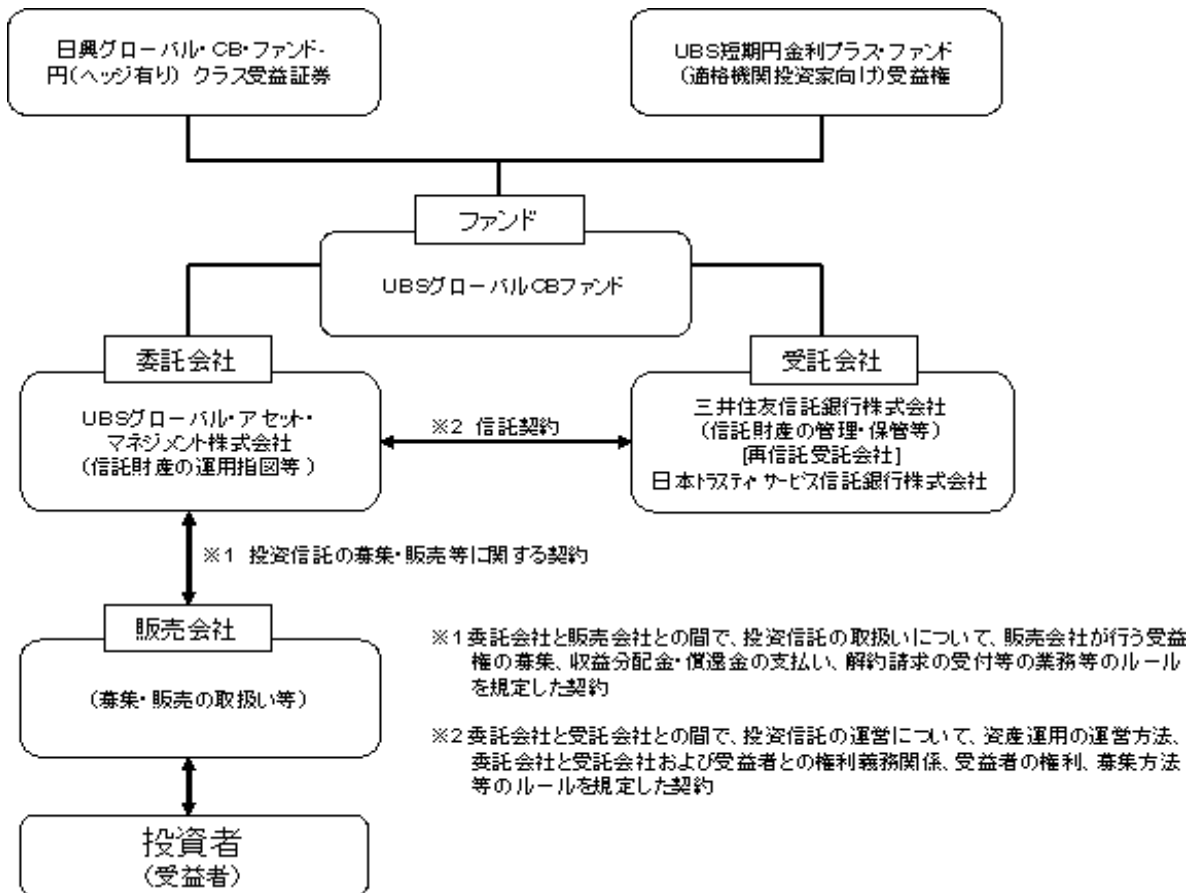 日興グローバル・CB・ファンド-
円(ヘッジ有り) クラス受益証券
UBS短期円金利プラス・ファンド
(適格機関投資家向け)受益権
ファンド
UBSグローバルCBファンド
委託会社
UBSグローバル・アセット・
マネジメント株式会社
(信託財産の運用指図等)
※2 信託契約
受託会社
三井住友信託銀行株式会社
(信託財産の管理・保管等)
[再信託受託会社]
日本トラスティ・サービス信託銀行株式会社
※1 投資信託の募集・販売等に関する契約
販売会社
(募集・販売の取扱い等)
※1 委託会社と販売会社との間で、投資信託の取扱いについて、販売会社が行う受益
権の募集、収益分配金・償還金の支払い、解約請求の受付等の業務等のルール
を規定した契約
※2 委託会社と受託会社との間で、投資信託の運営について、資産運用の運営方法、
委託会社と受託会社および受益者との権利義務関係、受益者の権利、募集方法
等のルールを規定した契約
投資者
(受益者)